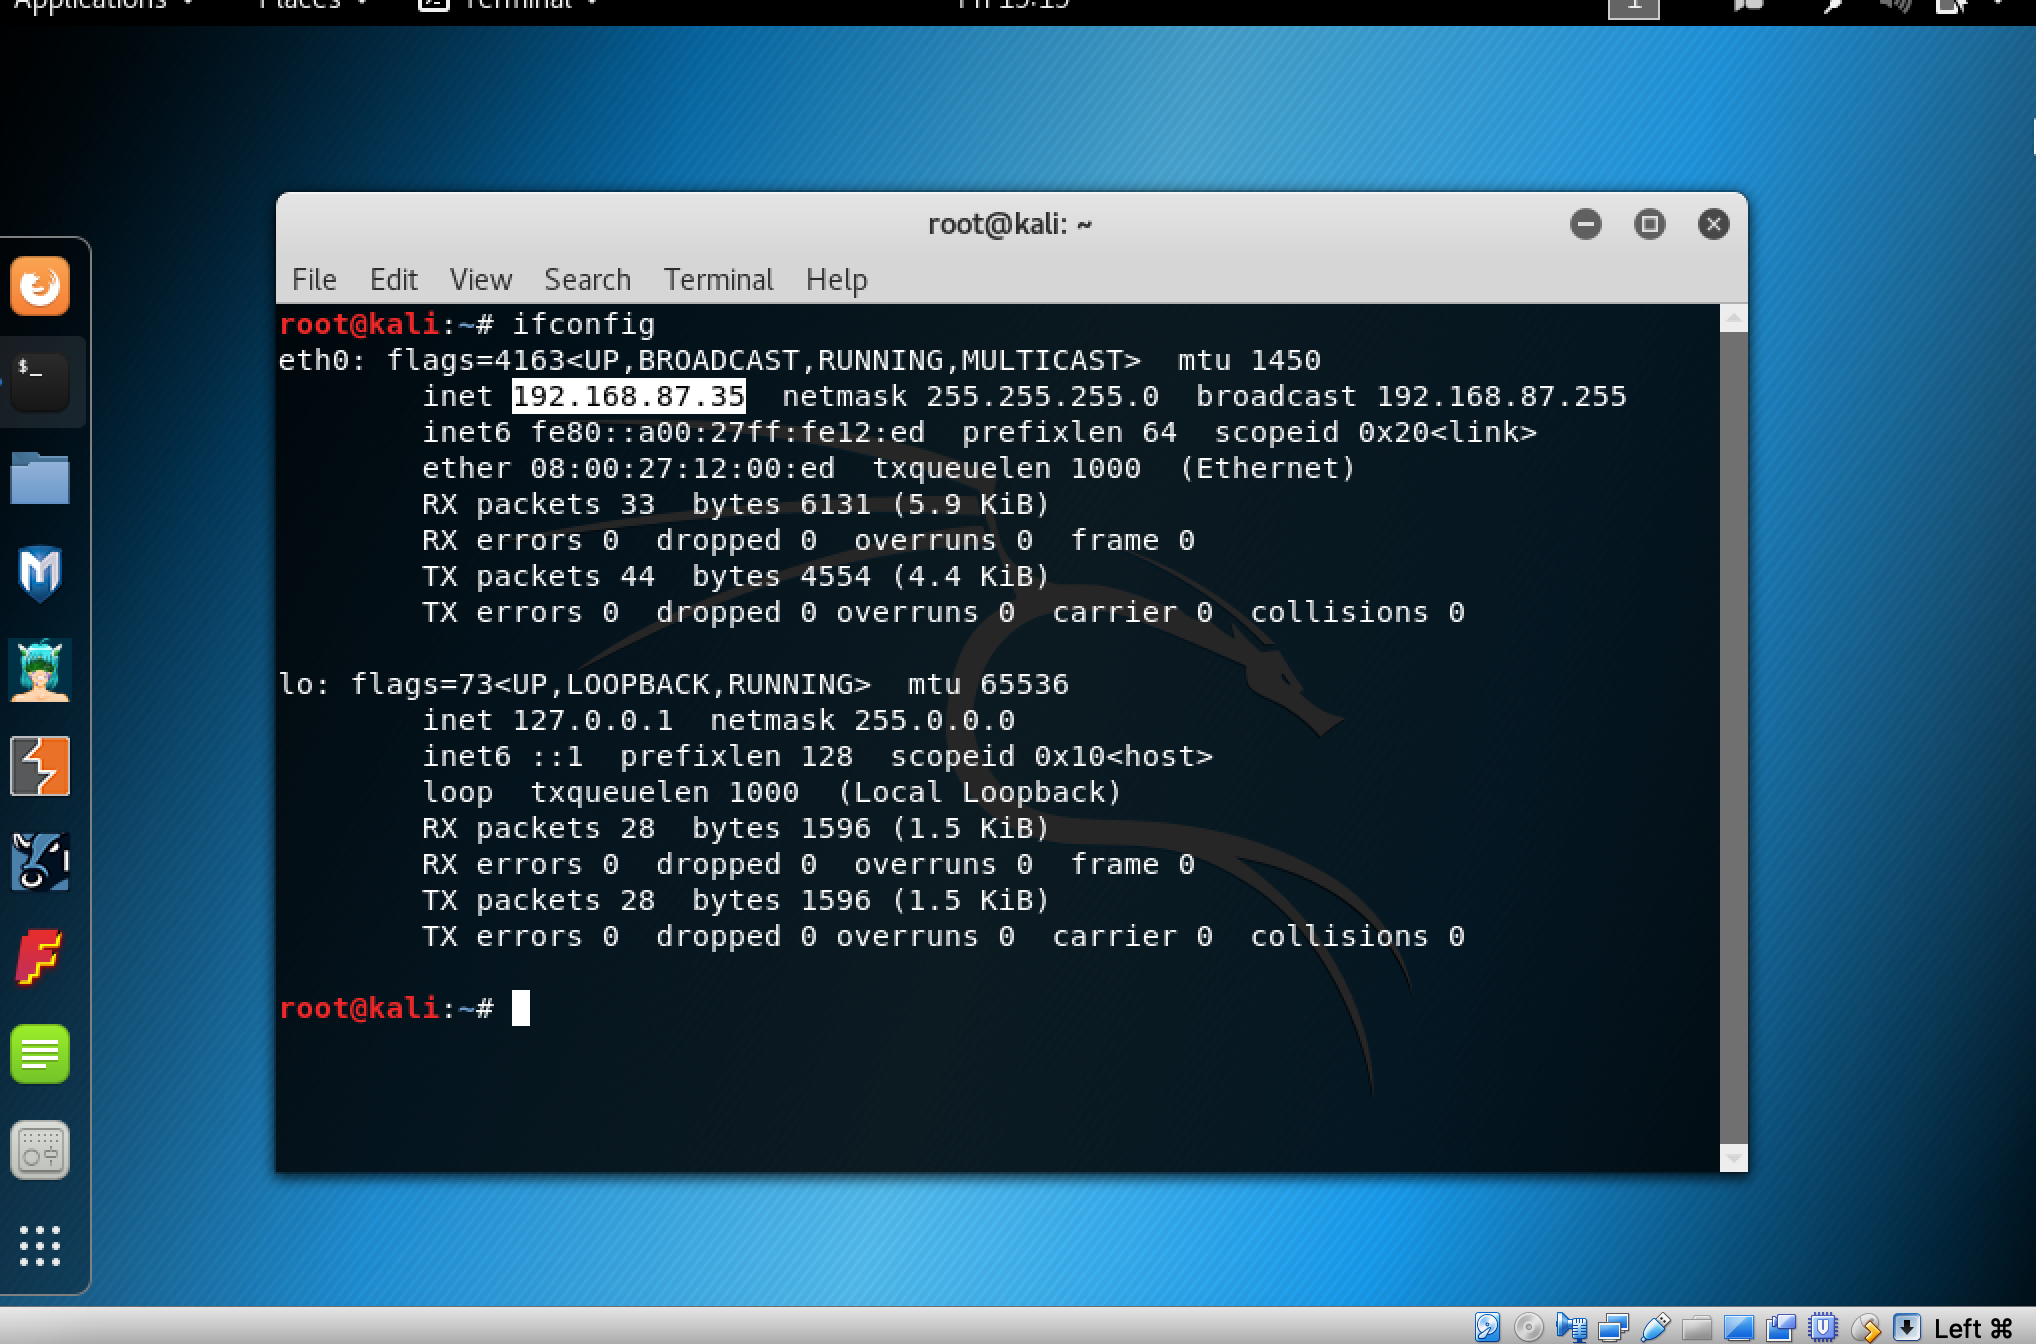 Applications Places Terminal Fri 15:15 1
root@kali: ~
File Edit View Search Terminal Help
root@kali:~# ifconfig
eth0: flags=4163<UP,BROADCAST,RUNNING,MULTICAST>  mtu 1450
        inet 192.168.87.35  netmask 255.255.255.0  broadcast 192.168.87.255
        inet6 fe80::a00:27ff:fe12:ed  prefixlen 64  scopeid 0x20<link>
        ether 08:00:27:12:00:ed  txqueuelen 1000  (Ethernet)
        RX packets 33  bytes 6131 (5.9 KiB)
        RX errors 0  dropped 0  overruns 0  frame 0
        TX packets 44  bytes 4554 (4.4 KiB)
        TX errors 0  dropped 0 overruns 0  carrier 0  collisions 0
lo: flags=73<UP,LOOPBACK,RUNNING>  mtu 65536
        inet 127.0.0.1  netmask 255.0.0.0
        inet6 ::1  prefixlen 128  scopeid 0x10<host>
        loop  txqueuelen 1000  (Local Loopback)
        RX packets 28  bytes 1596 (1.5 KiB)
        RX errors 0  dropped 0  overruns 0  frame 0
        TX packets 28  bytes 1596 (1.5 KiB)
        TX errors 0  dropped 0 overruns 0  carrier 0  collisions 0
root@kali:~#
Left ⌘